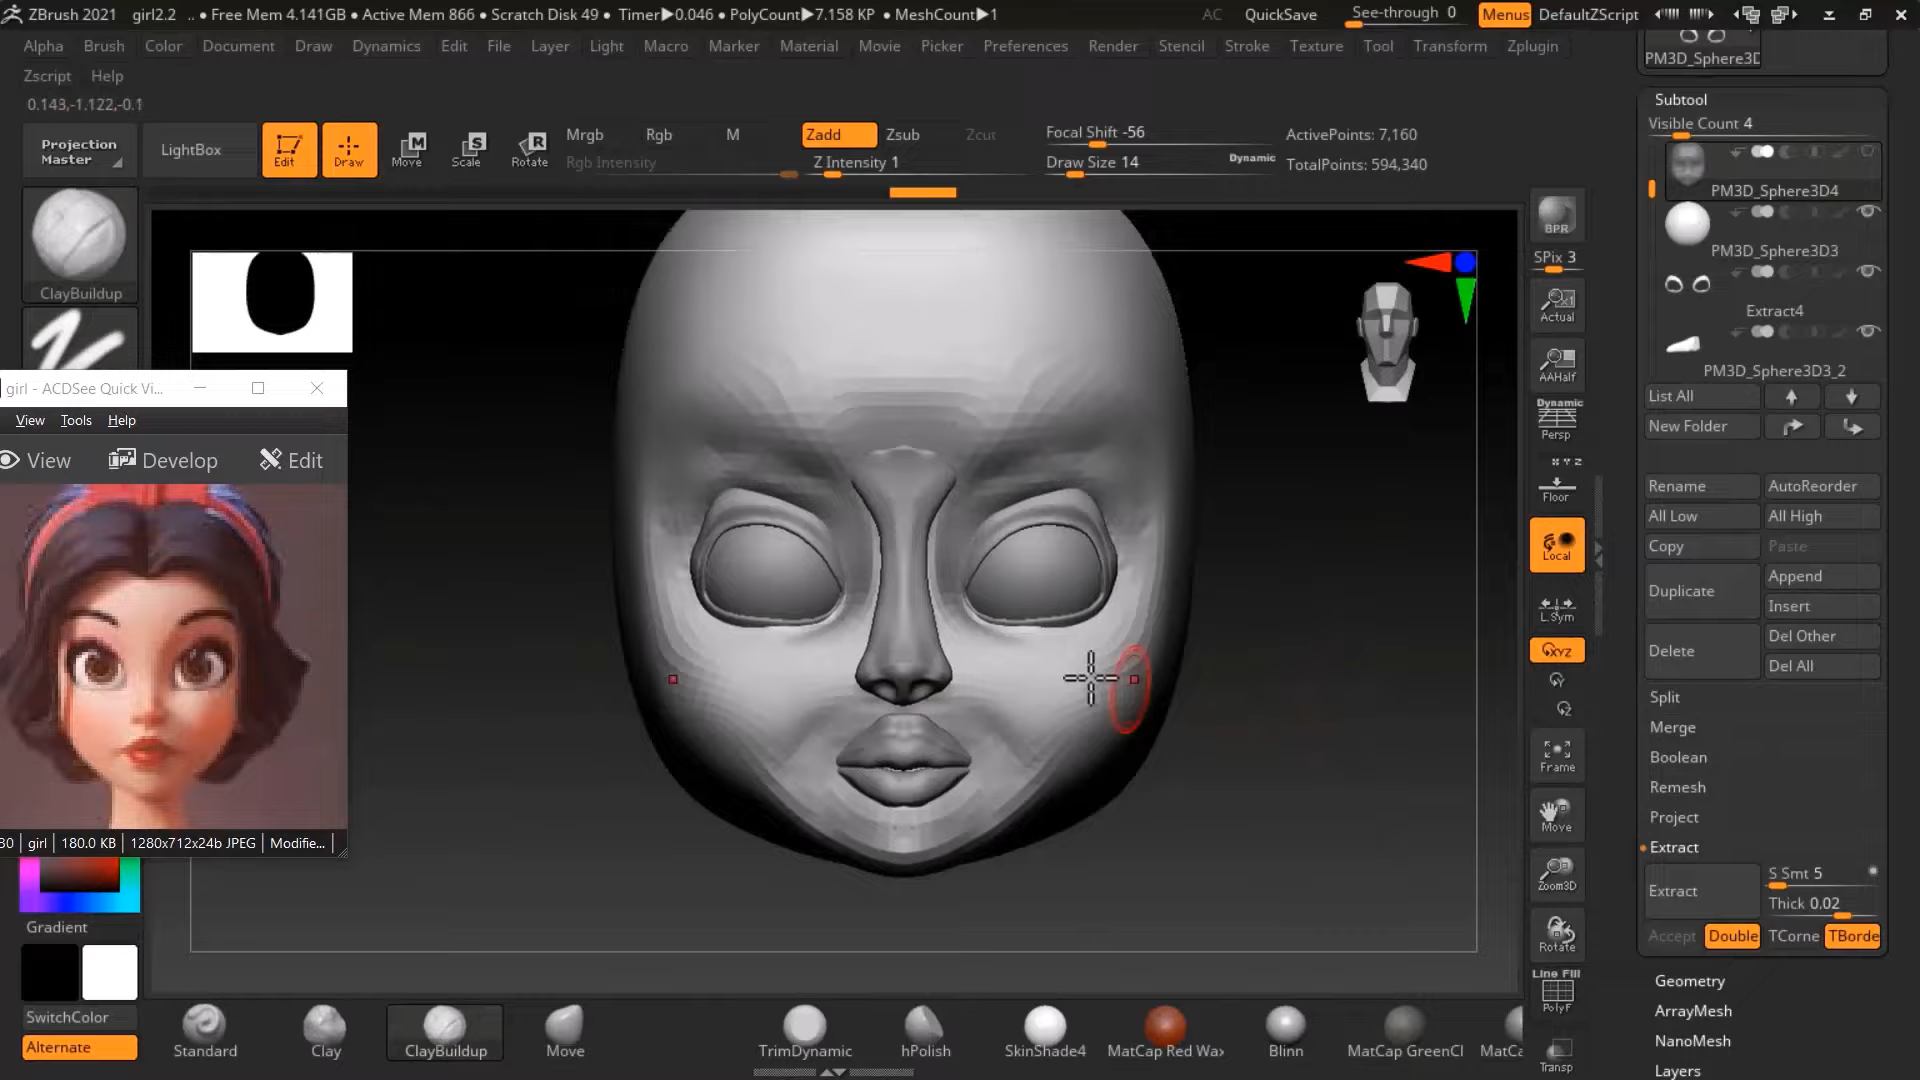 ZBrush 2021 girl2.2 .. • Free Mem 4.141GB • Active Mem 866 • Scratch Disk 49 • Timer▶0.046 • PolyCount▶7.158 KP • MeshCount▶1 AC QuickSave See-through 0 Menus DefaultZScript
Alpha Brush Color Document Draw Dynamics Edit File Layer Light Macro Marker Material Movie Picker Preferences Render Stencil Stroke Texture Tool Transform Zplugin
Zscript Help
0.143,-1.122,-0.1
Projection Master
LightBox
Edit
Draw
Move
Scale
Rotate
Mrgb Rgb M
Rgb Intensity
Zadd Zsub Zcut
Z Intensity 1
Focal Shift -56
Draw Size 14
Dynamic
ActivePoints: 7,160
TotalPoints: 594,340
ClayBuildup
girl - ACDSee Quick Vi...
View Tools Help
View Develop Edit
30 | girl | 180.0 KB | 1280x712x24b JPEG | Modifie... |
Gradient
SwitchColor
Alternate
Standard
Clay
ClayBuildup
Move
TrimDynamic
hPolish
SkinShade4
MatCap Red Wax
Blinn
MatCap GreenCl
MatCa
BPR
SPix 3
Actual
AAHalf
Dynamic
Persp
X Y Z
Floor
Local
L.Sym
XYZ
Y
Z
Frame
Move
Zoom3D
Rotate
Line Fill
PolyF
Transp
PM3D_Sphere3D
Subtool
Visible Count 4
PM3D_Sphere3D4
PM3D_Sphere3D3
Extract4
PM3D_Sphere3D3_2
List All
New Folder
Rename AutoReorder
All Low All High
Copy Paste
Duplicate Append
Insert
Delete Del Other
Del All
Split
Merge
Boolean
Remesh
Project
Extract
Extract S Smt 5
Thick 0.02
Accept Double TCorne TBorde
Geometry
ArrayMesh
NanoMesh
Layers